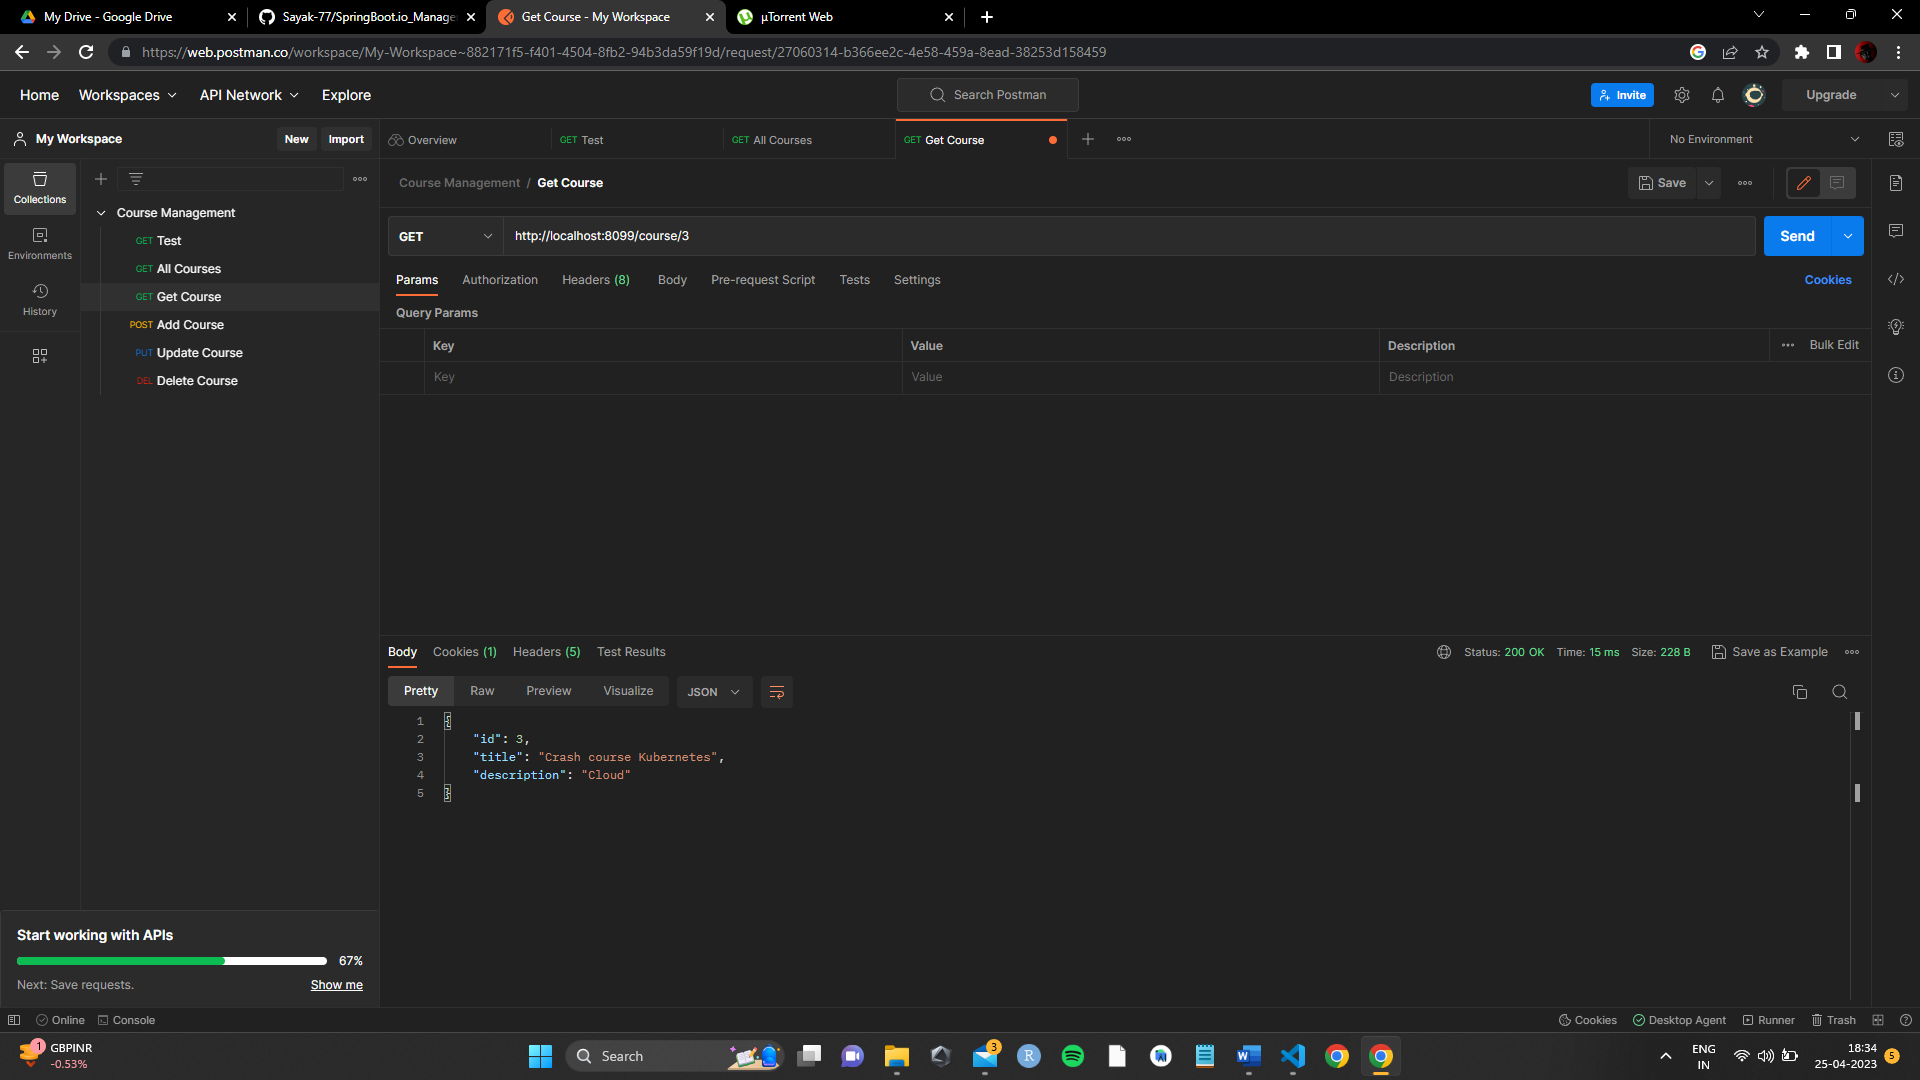 My Drive - Google Drive
Sayak-77/SpringBoot.io_Manage
Get Course - My Workspace
µTorrent Web
https://web.postman.co/workspace/My-Workspace~882171f5-f401-4504-8fb2-94b3da59f19d/request/27060314-b366ee2c-4e58-459a-8ead-38253d158459
Home Workspaces API Network Explore
Search Postman
Invite
Upgrade
My Workspace
New Import
Overview
GET Test
GET All Courses
GET Get Course
No Environment
Collections
Environments
History
Course Management
GET Test
GET All Courses
GET Get Course
POST Add Course
PUT Update Course
DEL Delete Course
Course Management / Get Course
Save
GET http://localhost:8099/course/3
Send
Params Authorization Headers (8) Body Pre-request Script Tests Settings
Cookies
Query Params
Key Value Description Bulk Edit
Key Value Description
Body Cookies (1) Headers (5) Test Results
Status: 200 OK Time: 15 ms Size: 228 B Save as Example
Pretty Raw Preview Visualize JSON
1 {
2 "id": 3,
3 "title": "Crash course Kubernetes",
4 "description": "Cloud"
5 }
Start working with APIs
67%
Next: Save requests. Show me
Online Console
Cookies Desktop Agent Runner Trash
1
GBPINR
-0.53%
Search
3
R
ENG
IN
18:34
25-04-2023
5